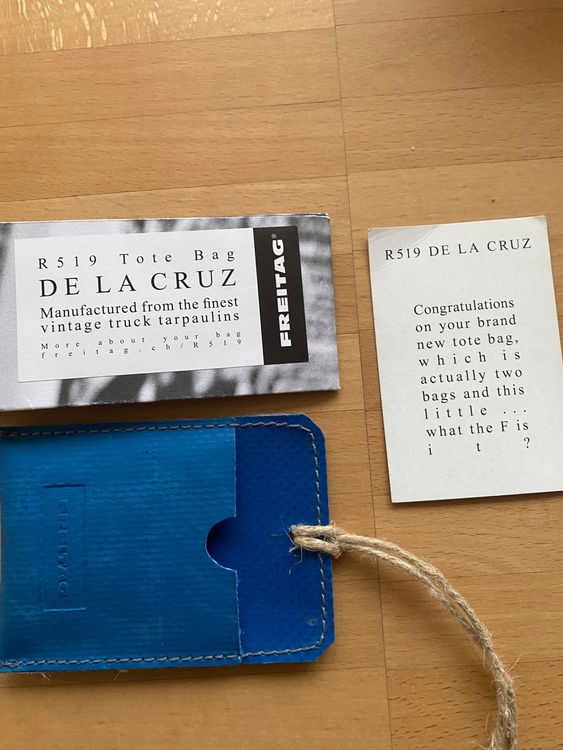 R519 Tote Bag
DE LA CRUZ
Manufactured from the finest
vintage truck tarpaulins
More about your bag
freitag.ch/R519
FREITAG®
R519 DE LA CRUZ
Congratulations
on your brand
new tote bag,
which is
actually two
bags and this
little ...
what the F is
it?
FREITAG